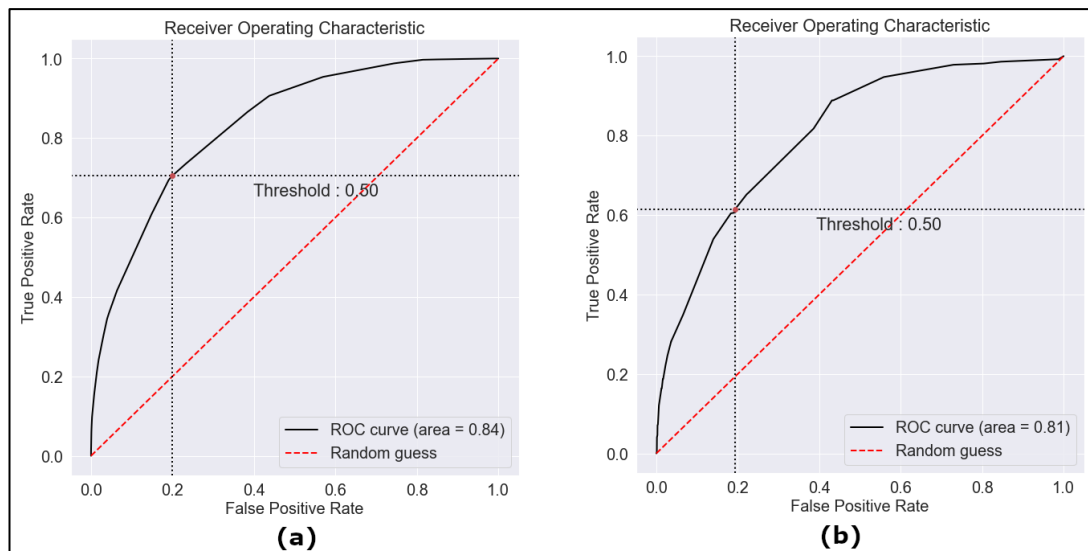 Receiver Operating Characteristic
1.0
0.8
0.6
0.4
0.2
0.0
True Positive Rate
Threshold : 0.50
ROC curve (area = 0.84)
Random guess
0.0 0.2 0.4 0.6 0.8 1.0
False Positive Rate
(a)
Receiver Operating Characteristic
1.0
0.8
0.6
0.4
0.2
0.0
True Positive Rate
Threshold : 0.50
ROC curve (area = 0.81)
Random guess
0.0 0.2 0.4 0.6 0.8 1.0
False Positive Rate
(b)